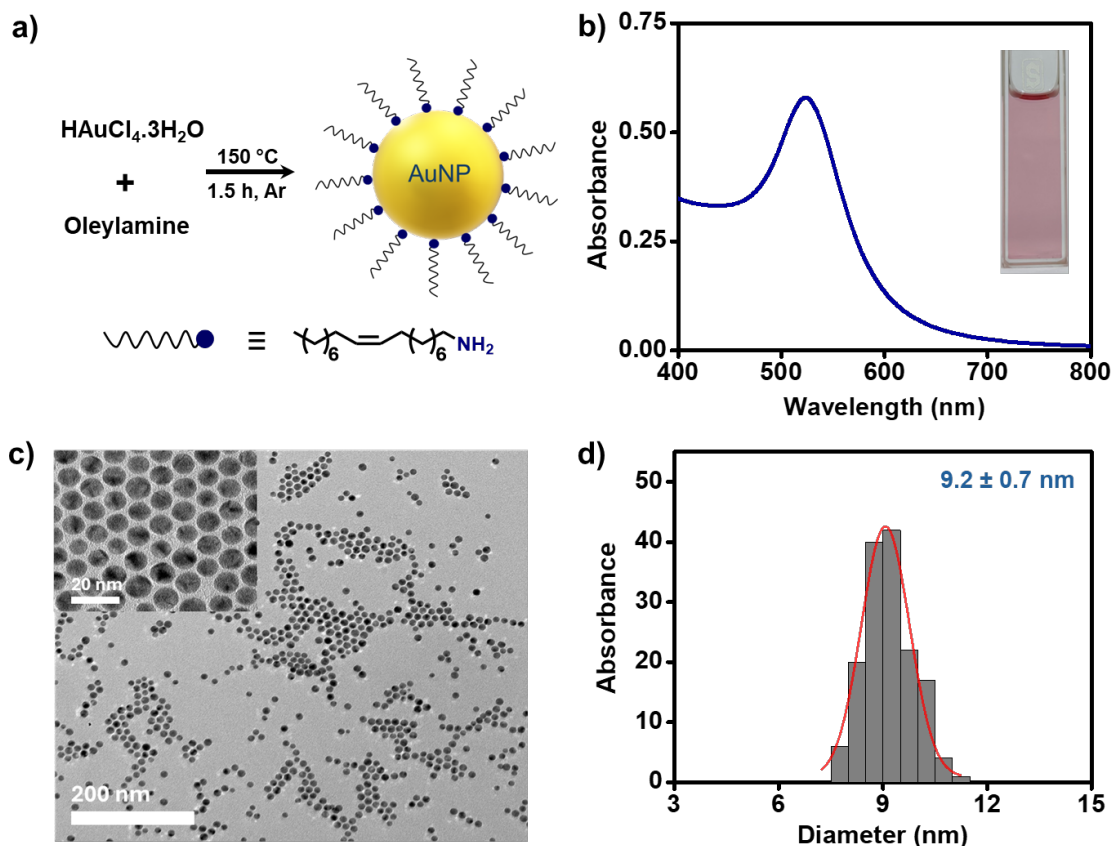 a)
HAuCl₄.3H₂O
+
Oleylamine
150 °C
1.5 h, Ar
AuNP
≡
6
6
NH₂
b)
0.75
0.50
0.25
0.00
400
500
600
700
800
Absorbance
Wavelength (nm)
c)
20 nm
200 nm
d)
9.2 ± 0.7 nm
50
40
30
20
10
0
3
6
9
12
15
Absorbance
Diameter (nm)